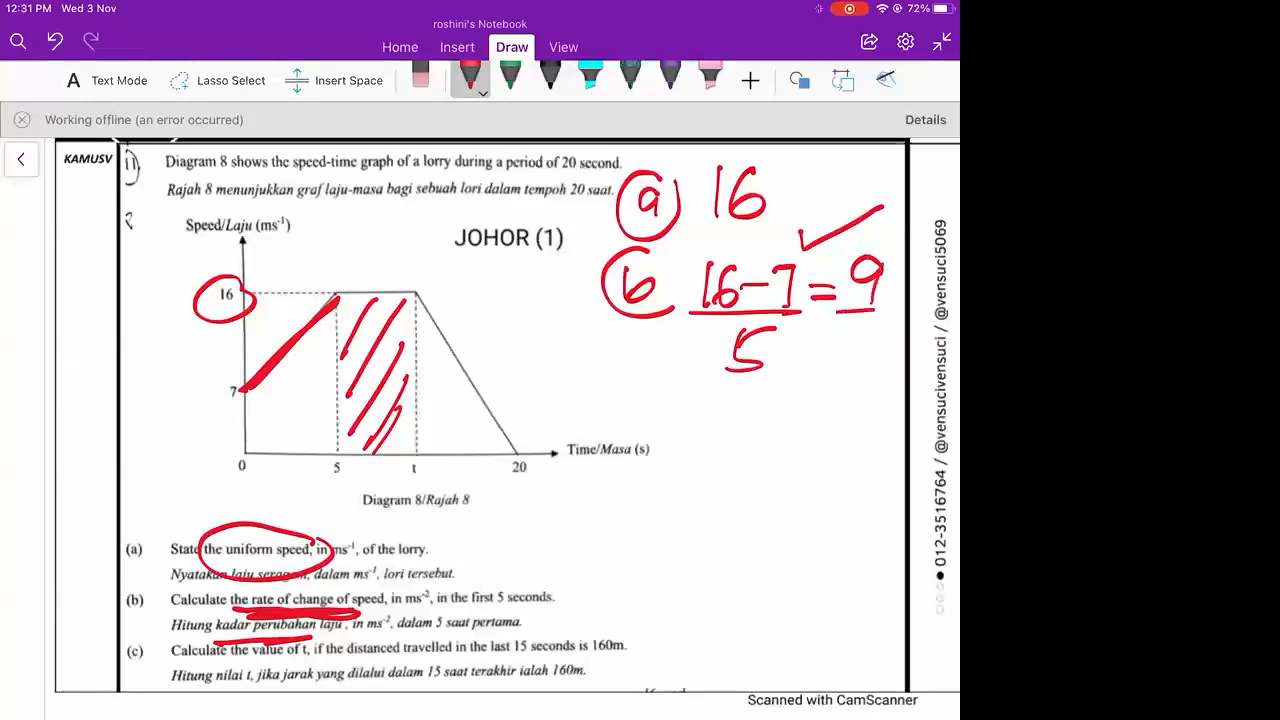 12:31 PM Wed 3 Nov
72%
roshini's Notebook
Home Insert Draw View
A Text Mode Lasso Select Insert Space
Working offline (an error occurred) Details
KAMUSV
11) Diagram 8 shows the speed-time graph of a lorry during a period of 20 second.
Rajah 8 menunjukkan graf laju-masa bagi sebuah lori dalam tempoh 20 saat.
Speed/Laju (ms⁻¹)
JOHOR (1)
16
7
0 5 t 20
Time/Masa (s)
Diagram 8/Rajah 8
a 16
b 16-7 = 9
5
(a) State the uniform speed, in ms⁻¹, of the lorry.
Nyatakan laju seragam, dalam ms⁻¹, lori tersebut.
(b) Calculate the rate of change of speed, in ms⁻², in the first 5 seconds.
Hitung kadar perubahan laju, in ms⁻², dalam 5 saat pertama.
(c) Calculate the value of t, if the distanced travelled in the last 15 seconds is 160m.
Hitung nilai t, jika jarak yang dilalui dalam 15 saat terakhir ialah 160m.
012-3516764 / @vensucivensuci / @vensuci5069
Scanned with CamScanner